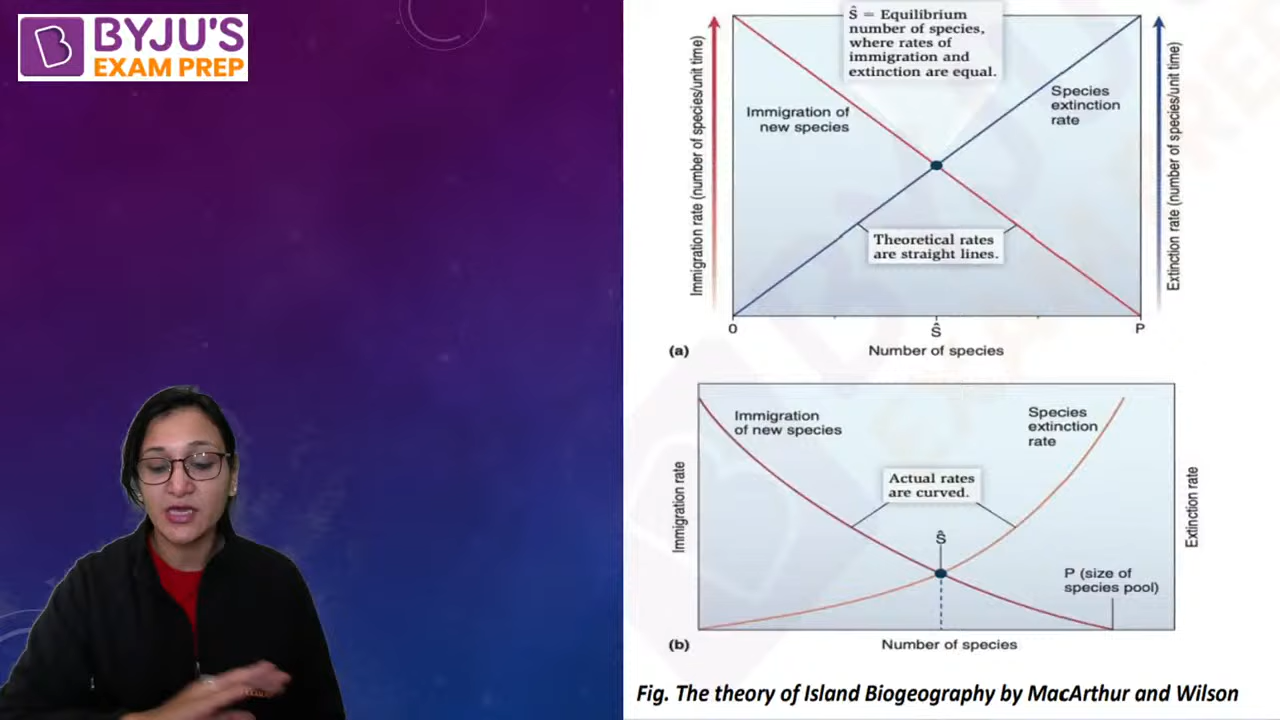 BYJU'S
EXAM PREP
Ŝ = Equilibrium
number of species,
where rates of
immigration and
extinction are equal.
Immigration of
new species
Species
extinction
rate
Theoretical rates
are straight lines.
Immigration rate (number of species/unit time)
Extinction rate (number of species/unit time)
0
Ŝ
P
(a)
Number of species
Immigration
of new species
Species
extinction
rate
Actual rates
are curved.
Ŝ
P (size of
species pool)
Immigration rate
Extinction rate
(b)
Number of species
Fig. The theory of Island Biogeography by MacArthur and Wilson